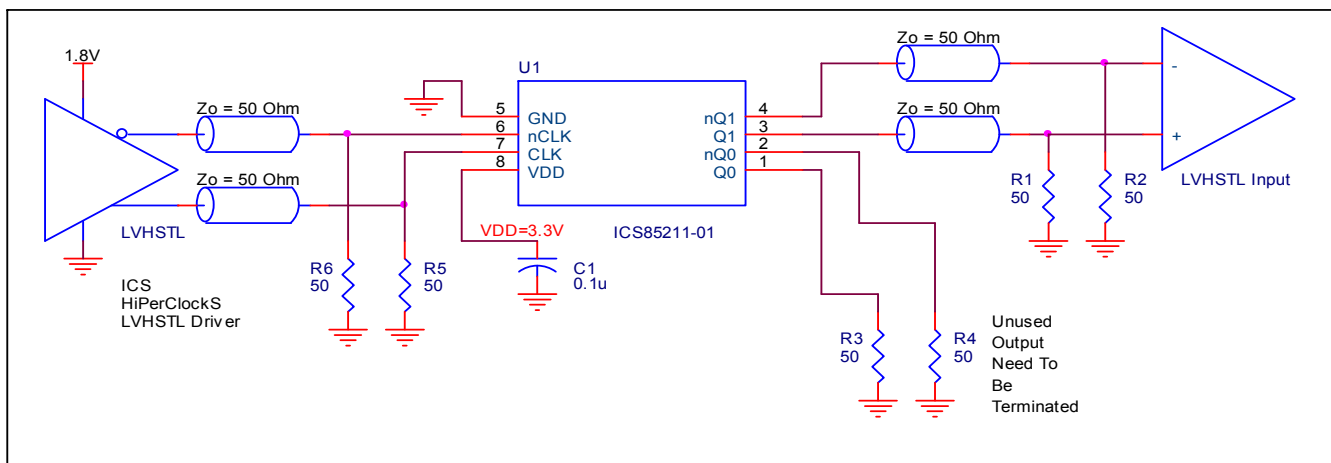 1.8V
Zo = 50 Ohm
Zo = 50 Ohm
LVHSTL
ICS
HiPerClockS
LVHSTL Driver
R6
50
R5
50
U1
5
GND
6
nCLK
7
CLK
8
VDD
4
nQ1
3
Q1
2
nQ0
1
Q0
ICS85211-01
VDD=3.3V
C1
0.1u
Zo = 50 Ohm
Zo = 50 Ohm
-
+
LVHSTL Input
R1
50
R2
50
R3
50
R4
50
Unused
Output
Need To
Be
Terminated